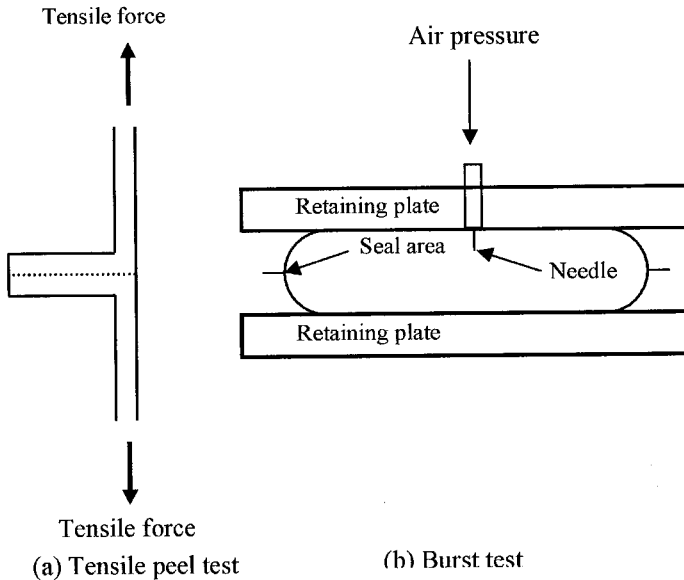 Tensile force
Air pressure
Retaining plate
Seal area
Needle
Retaining plate
Tensile force
(a) Tensile peel test
(b) Burst test